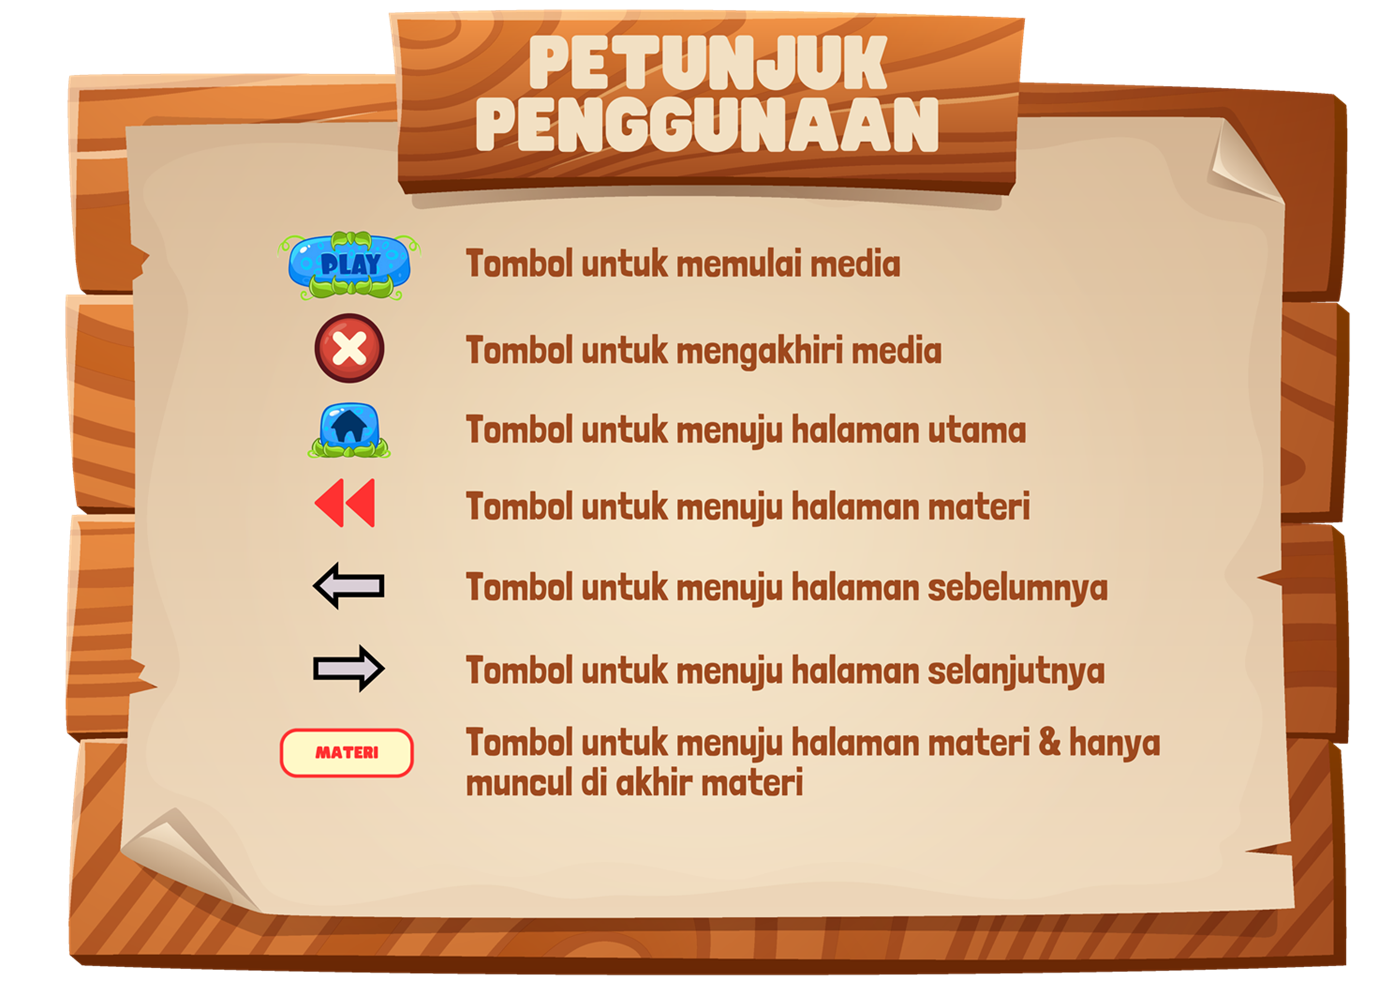 PETUNJUK
PENGGUNAAN
PLAY
Tombol untuk memulai media
Tombol untuk mengakhiri media
Tombol untuk menuju halaman utama
Tombol untuk menuju halaman materi
Tombol untuk menuju halaman sebelumnya
Tombol untuk menuju halaman selanjutnya
MATERI
Tombol untuk menuju halaman materi & hanya
muncul di akhir materi